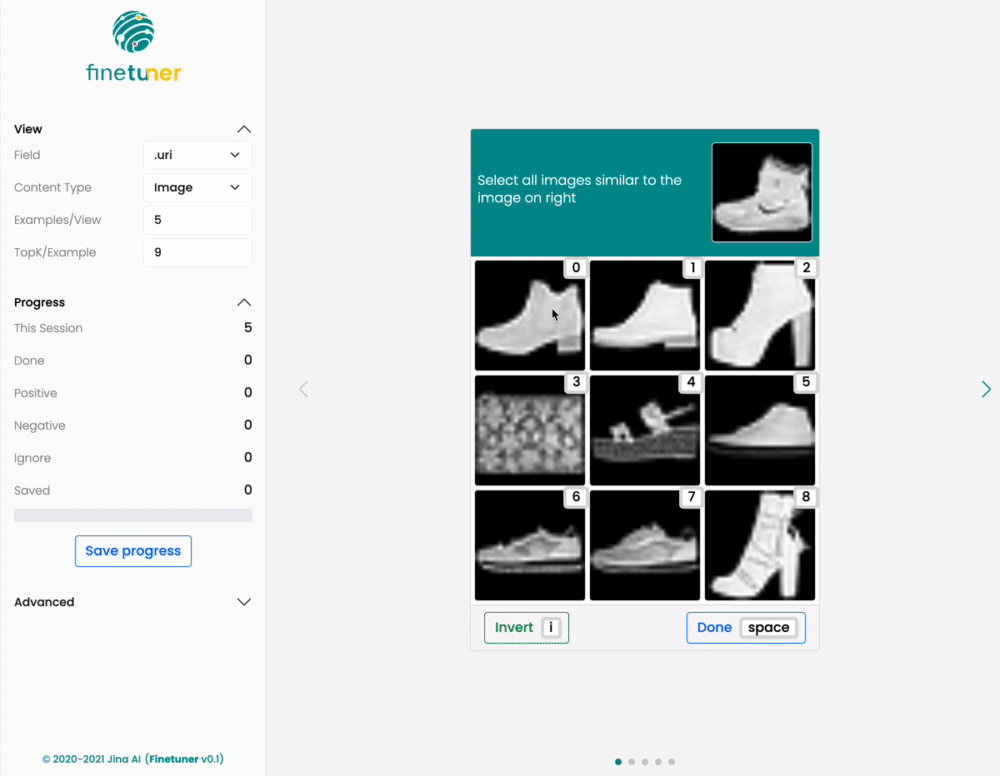 finetuner
View
Field
.uri
Content Type
Image
Examples/View
5
TopK/Example
9
Progress
This Session
5
Done
0
Positive
0
Negative
0
Ignore
0
Saved
0
Save progress
Advanced
© 2020-2021 Jina AI (Finetuner v0.1)
Select all images similar to the
image on right
0
1
2
3
4
5
6
7
8
Invert i
Done space